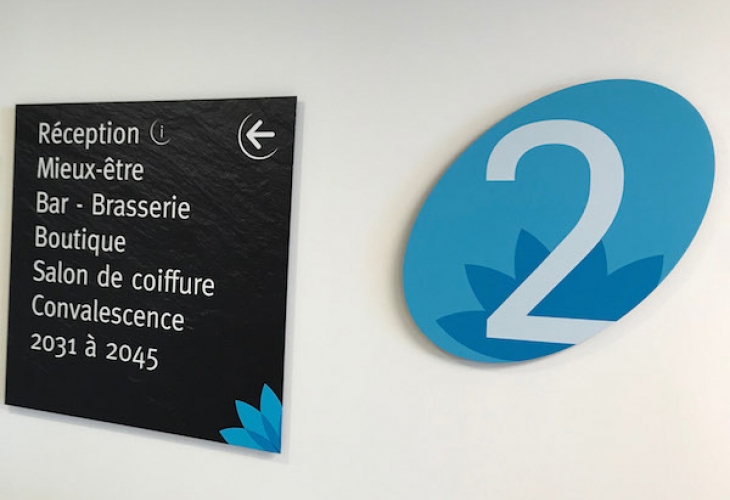 Réception i
Mieux-être
Bar - Brasserie
Boutique
Salon de coiffure
Convalescence
2031 à 2045
2